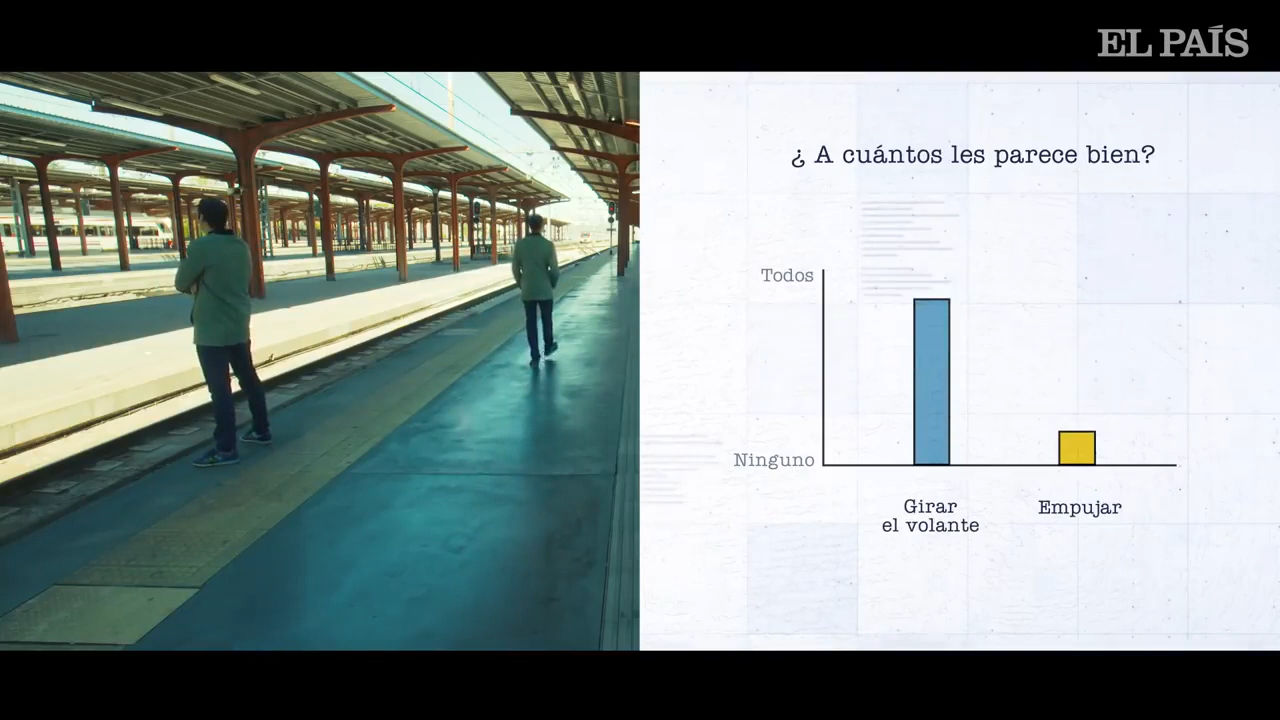 EL PAÍS
¿ A cuántos les parece bien?
Todos
Ninguno
Girar
el volante
Empujar